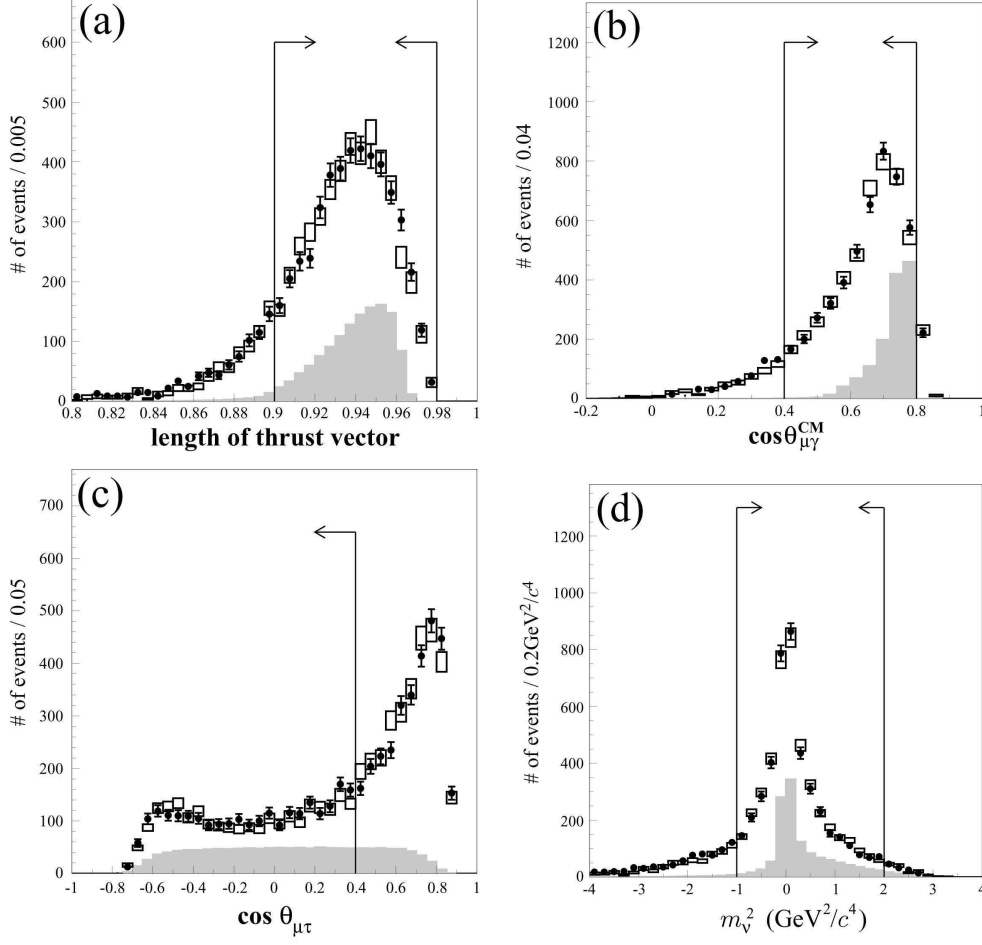 (a)
# of events / 0.005
600
500
400
300
200
100
0
0.8 0.82 0.84 0.86 0.88 0.9 0.92 0.94 0.96 0.98 1
length of thrust vector
(b)
# of events / 0.04
1200
1000
800
600
400
200
0
-0.2 0 0.2 0.4 0.6 0.8 1
cosθ_{μγ}^{CM}
(c)
# of events / 0.05
700
600
500
400
300
200
100
0
-1 -0.8 -0.6 -0.4 -0.2 0 0.2 0.4 0.6 0.8 1
cos θ_{μτ}
(d)
# of events / 0.2GeV²/c⁴
1200
1000
800
600
400
200
0
-4 -3 -2 -1 0 1 2 3 4
m_ν² (GeV²/c⁴)